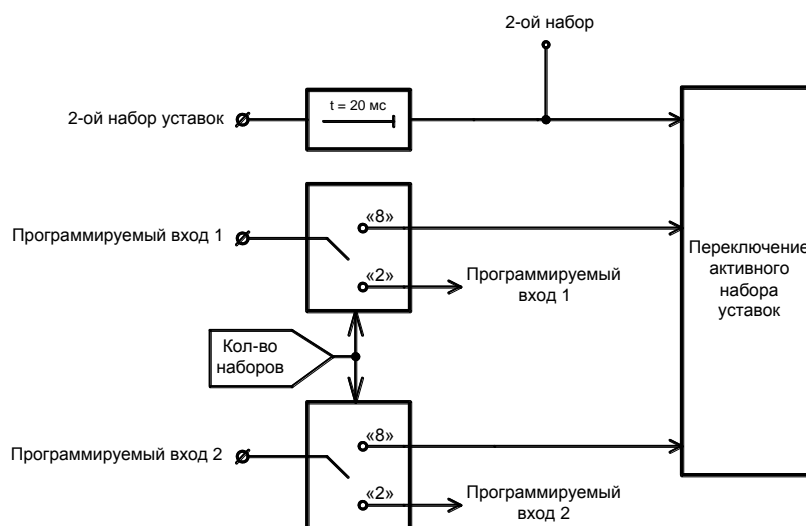 2-ой набор
t = 20 мс
2-ой набор уставок
«8»
Программируемый вход 1
Переключение
активного
набора
уставок
«2»
Программируемый
вход 1
Кол-во
наборов
«8»
Программируемый вход 2
«2»
Программируемый
вход 2